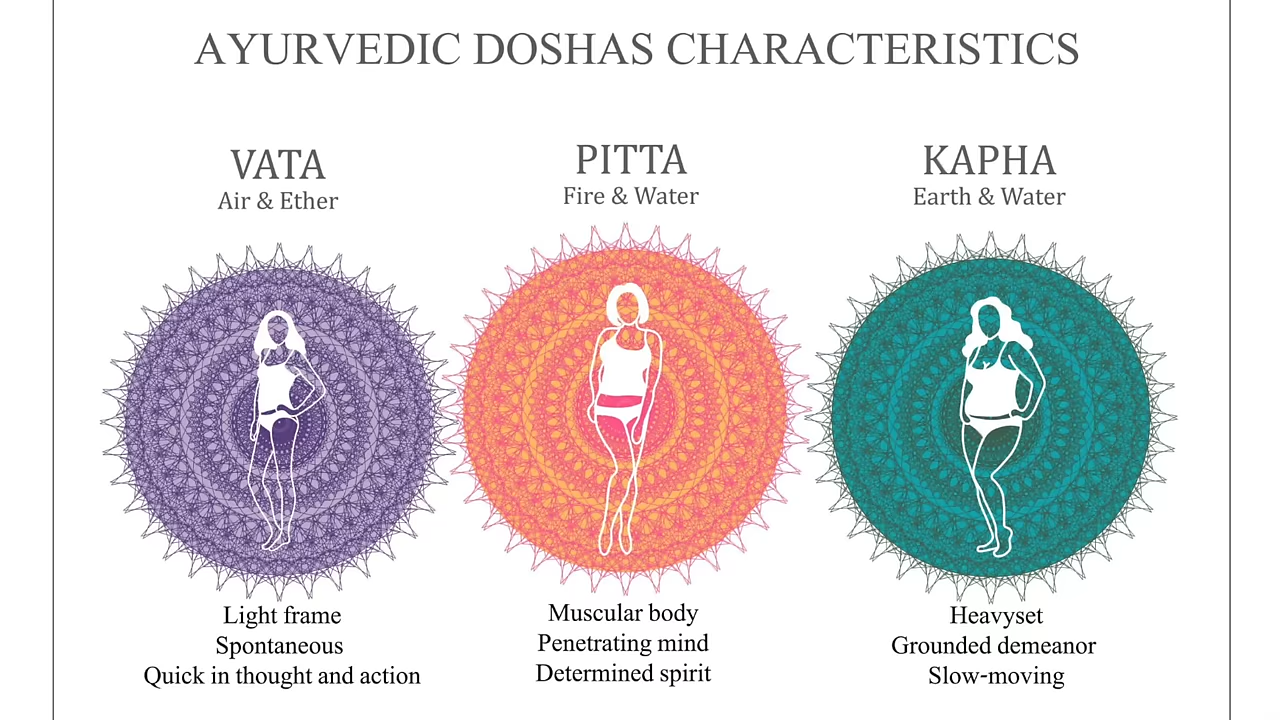 AYURVEDIC DOSHAS CHARACTERISTICS
VATA
Air & Ether
Light frame
Spontaneous
Quick in thought and action
PITTA
Fire & Water
Muscular body
Penetrating mind
Determined spirit
KAPHA
Earth & Water
Heavyset
Grounded demeanor
Slow-moving